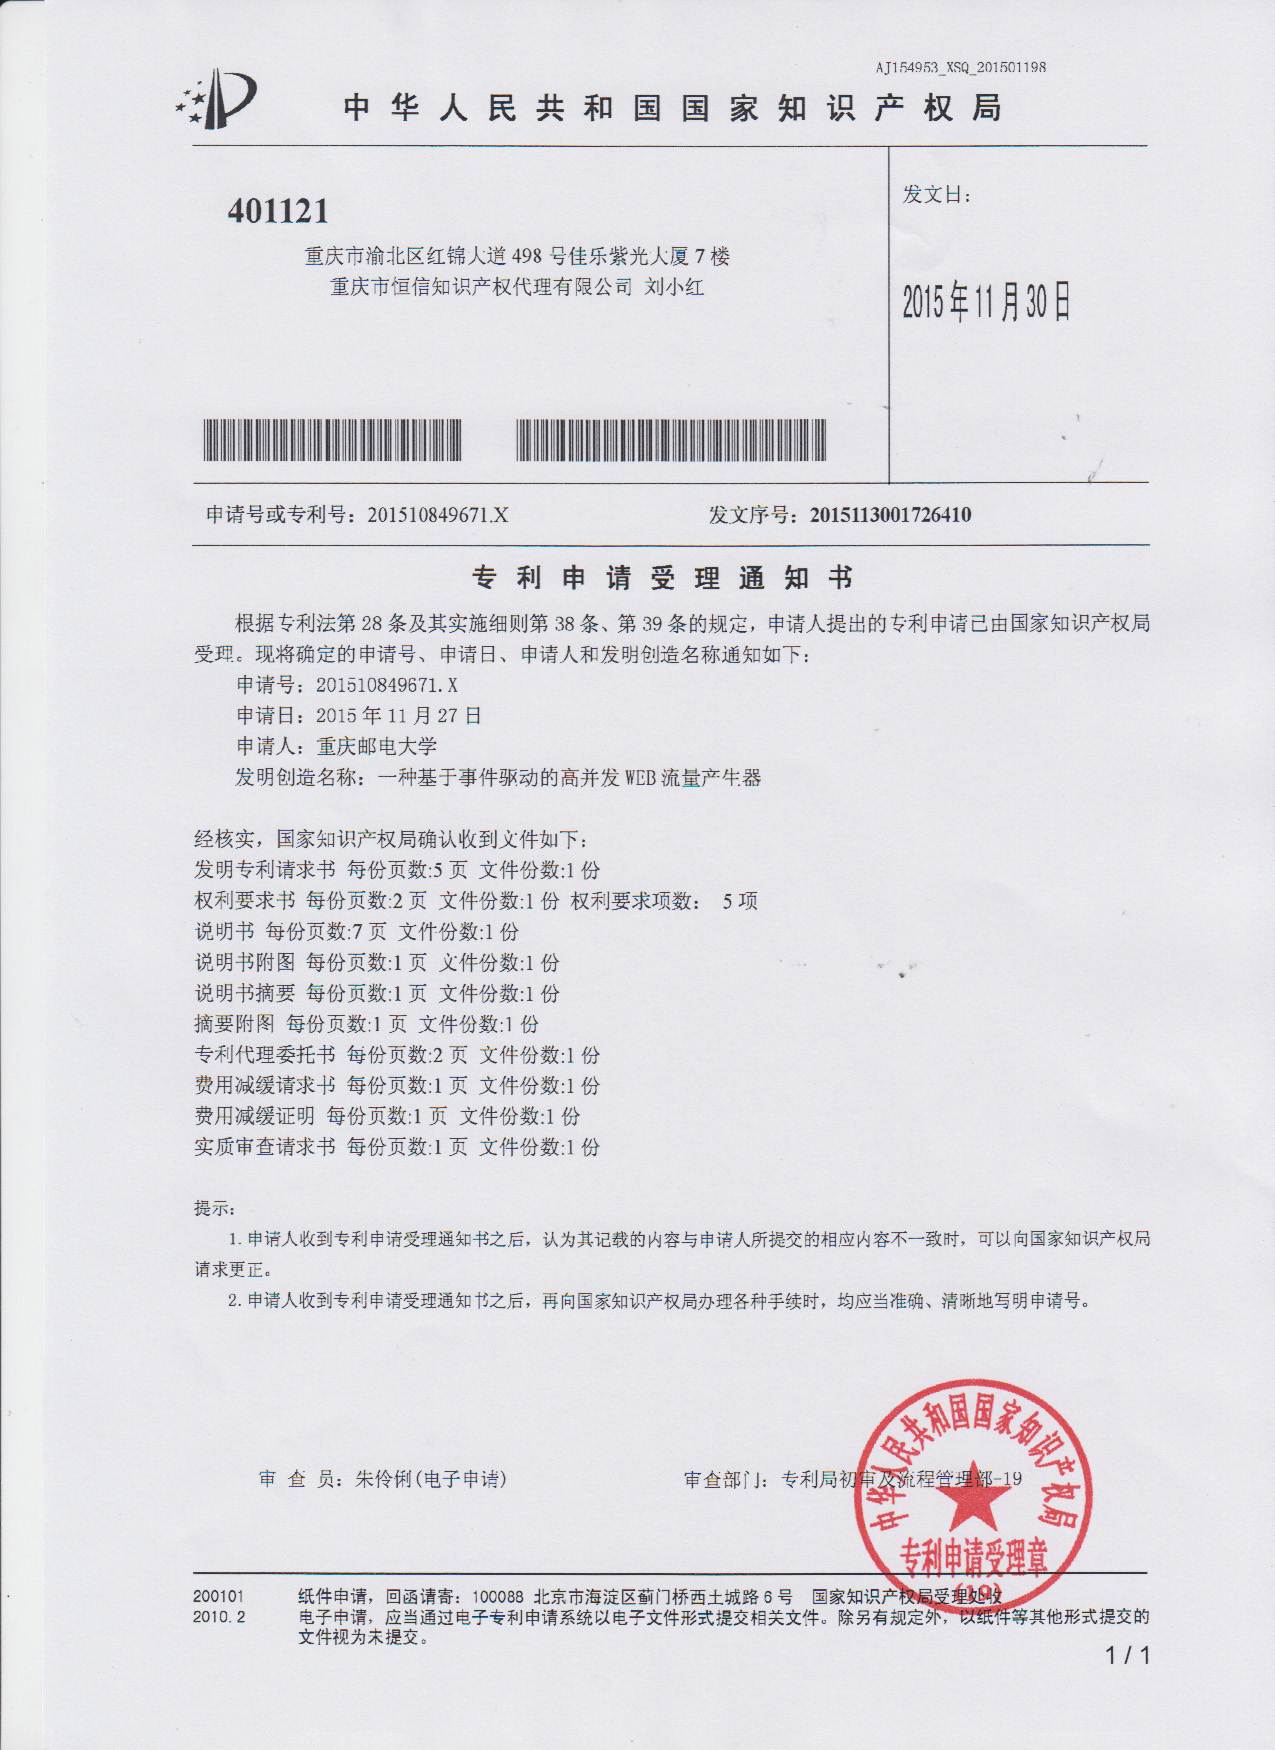 AJ154953_XSQ_201501198
中华人民共和国国家知识产权局
401121
发文日：
重庆市渝北区红锦大道 498 号佳乐紫光大厦 7 楼
重庆市恒信知识产权代理有限公司 刘小红
2015 年 11 月 30 日
申请号或专利号：201510849671.X
发文序号：2015113001726410
专利申请受理通知书
根据专利法第 28 条及其实施细则第 38 条、第 39 条的规定，申请人提出的专利申请已由国家知识产权局
受理。现将确定的申请号、申请日、申请人和发明创造名称通知如下：
申请号：201510849671.X
申请日：2015 年 11 月 27 日
申请人：重庆邮电大学
发明创造名称：一种基于事件驱动的高并发 WEB 流量产生器
经核实，国家知识产权局确认收到文件如下：
发明专利请求书 每份页数:5 页 文件份数:1 份
权利要求书 每份页数:2 页 文件份数:1 份 权利要求项数： 5 项
说明书 每份页数:7 页 文件份数:1 份
说明书附图 每份页数:1 页 文件份数:1 份
说明书摘要 每份页数:1 页 文件份数:1 份
摘要附图 每份页数:1 页 文件份数:1 份
专利代理委托书 每份页数:2 页 文件份数:1 份
费用减缓请求书 每份页数:1 页 文件份数:1 份
费用减缓证明 每份页数:1 页 文件份数:1 份
实质审查请求书 每份页数:1 页 文件份数:1 份
提示：
1.申请人收到专利申请受理通知书之后，认为其记载的内容与申请人所提交的相应内容不一致时，可以向国家知识产权局
请求更正。
2.申请人收到专利申请受理通知书之后，再向国家知识产权局办理各种手续时，均应当准确、清晰地写明申请号。
中华人民共和国国家知识产权局
审 查 员：朱伶俐(电子申请)
审查部门：专利局初审及流程管理部-19
专利申请受理章
(19)
200101 纸件申请，回函请寄：100088 北京市海淀区蓟门桥西土城路 6 号 国家知识产权局受理处收
2010.2 电子申请，应当通过电子专利申请系统以电子文件形式提交相关文件。除另有规定外，以纸件等其他形式提交的
文件视为未提交。
1 / 1